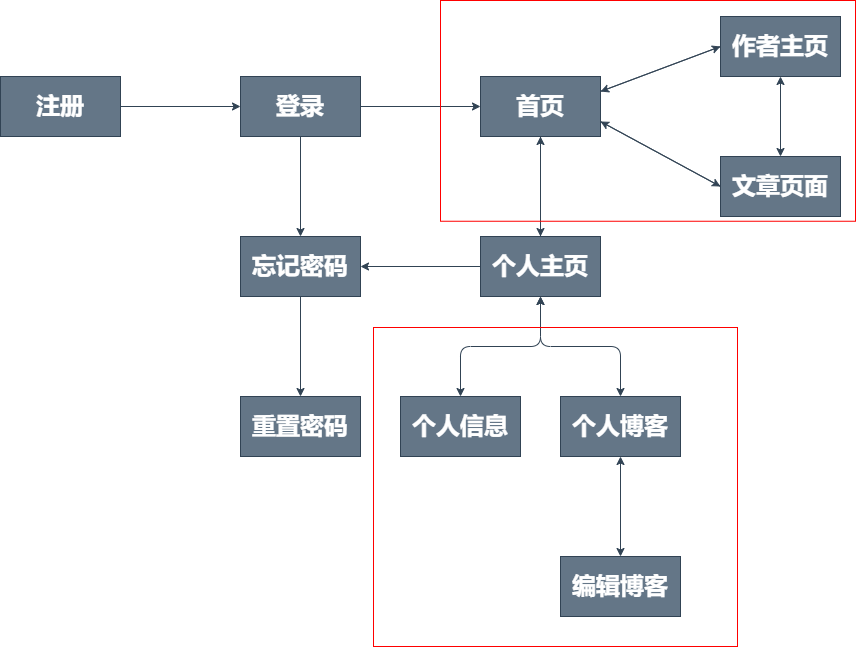 作者主页
注册
登录
首页
文章页面
忘记密码
个人主页
重置密码
个人信息
个人博客
编辑博客